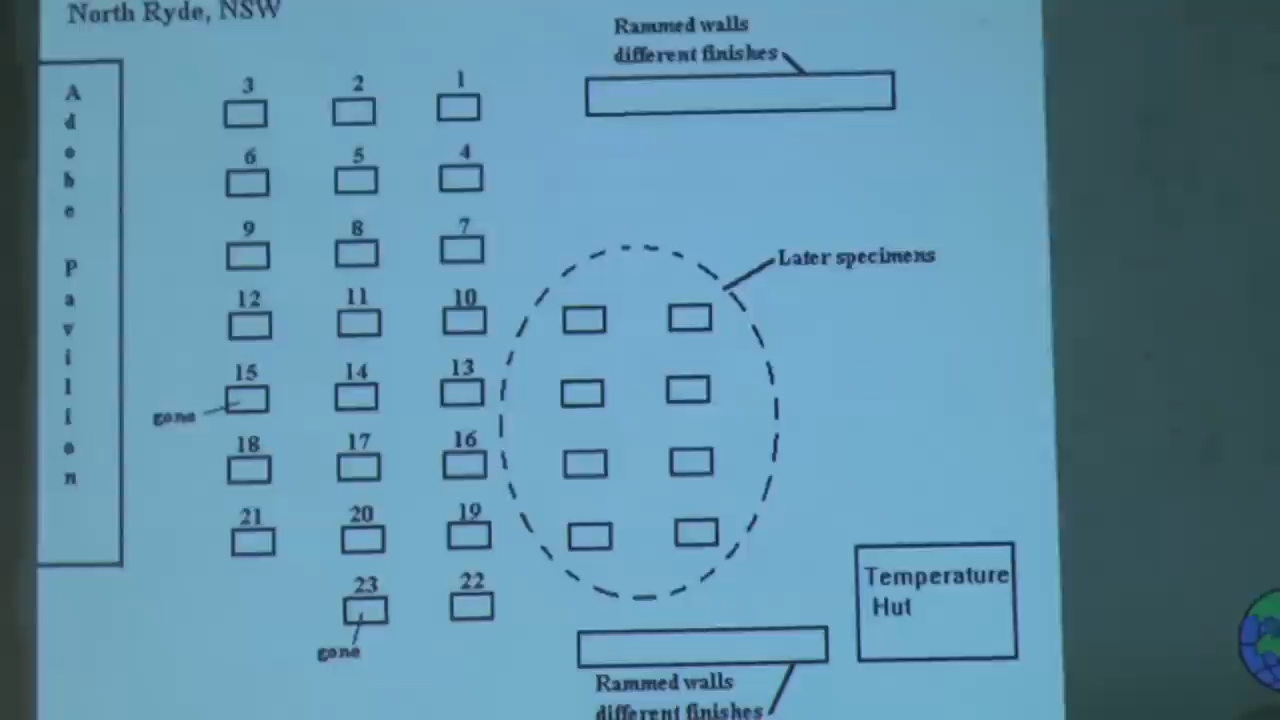 North Ryde, NSW
Rammed walls
different finishes
Adobe Pavilion
3 2 1
6 5 4
9 8 7
Later specimens
12 11 10
15 14 13
gone
18 17 16
21 20 19
Temperature
Hut
23 22
gone
Rammed walls
different finishes